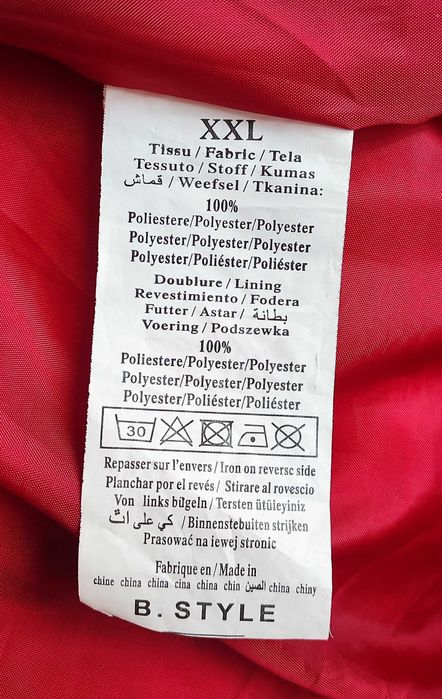 XXL
Tissu / Fabric / Tela
Tessuto / Stoff / Kumas
قماش / Weefsel / Tkanina:
100%
Poliestere/Polyester/Polyester
Polyester/Polyester/Polyester
Polyester/Poliéster/Poliéster
Doublure / Lining
Revestimiento / Fodera
Futter / Astar / بطانة
Voering / Podszewka
100%
Poliestere/Polyester/Polyester
Polyester/Polyester/Polyester
Polyester/Poliéster/Poliéster
30
Repasser sur l'envers / Iron on reversc side
Planchar por el revés / Stirare al rovescio
Von links bügeln / Tersten ütüieyiniz
كي على اث / Binnenstebuiten strijken
Prasować na iewej stronic
Fabrique en / Made in
chine china china cina china chin الصين china chiny
B. STYLE